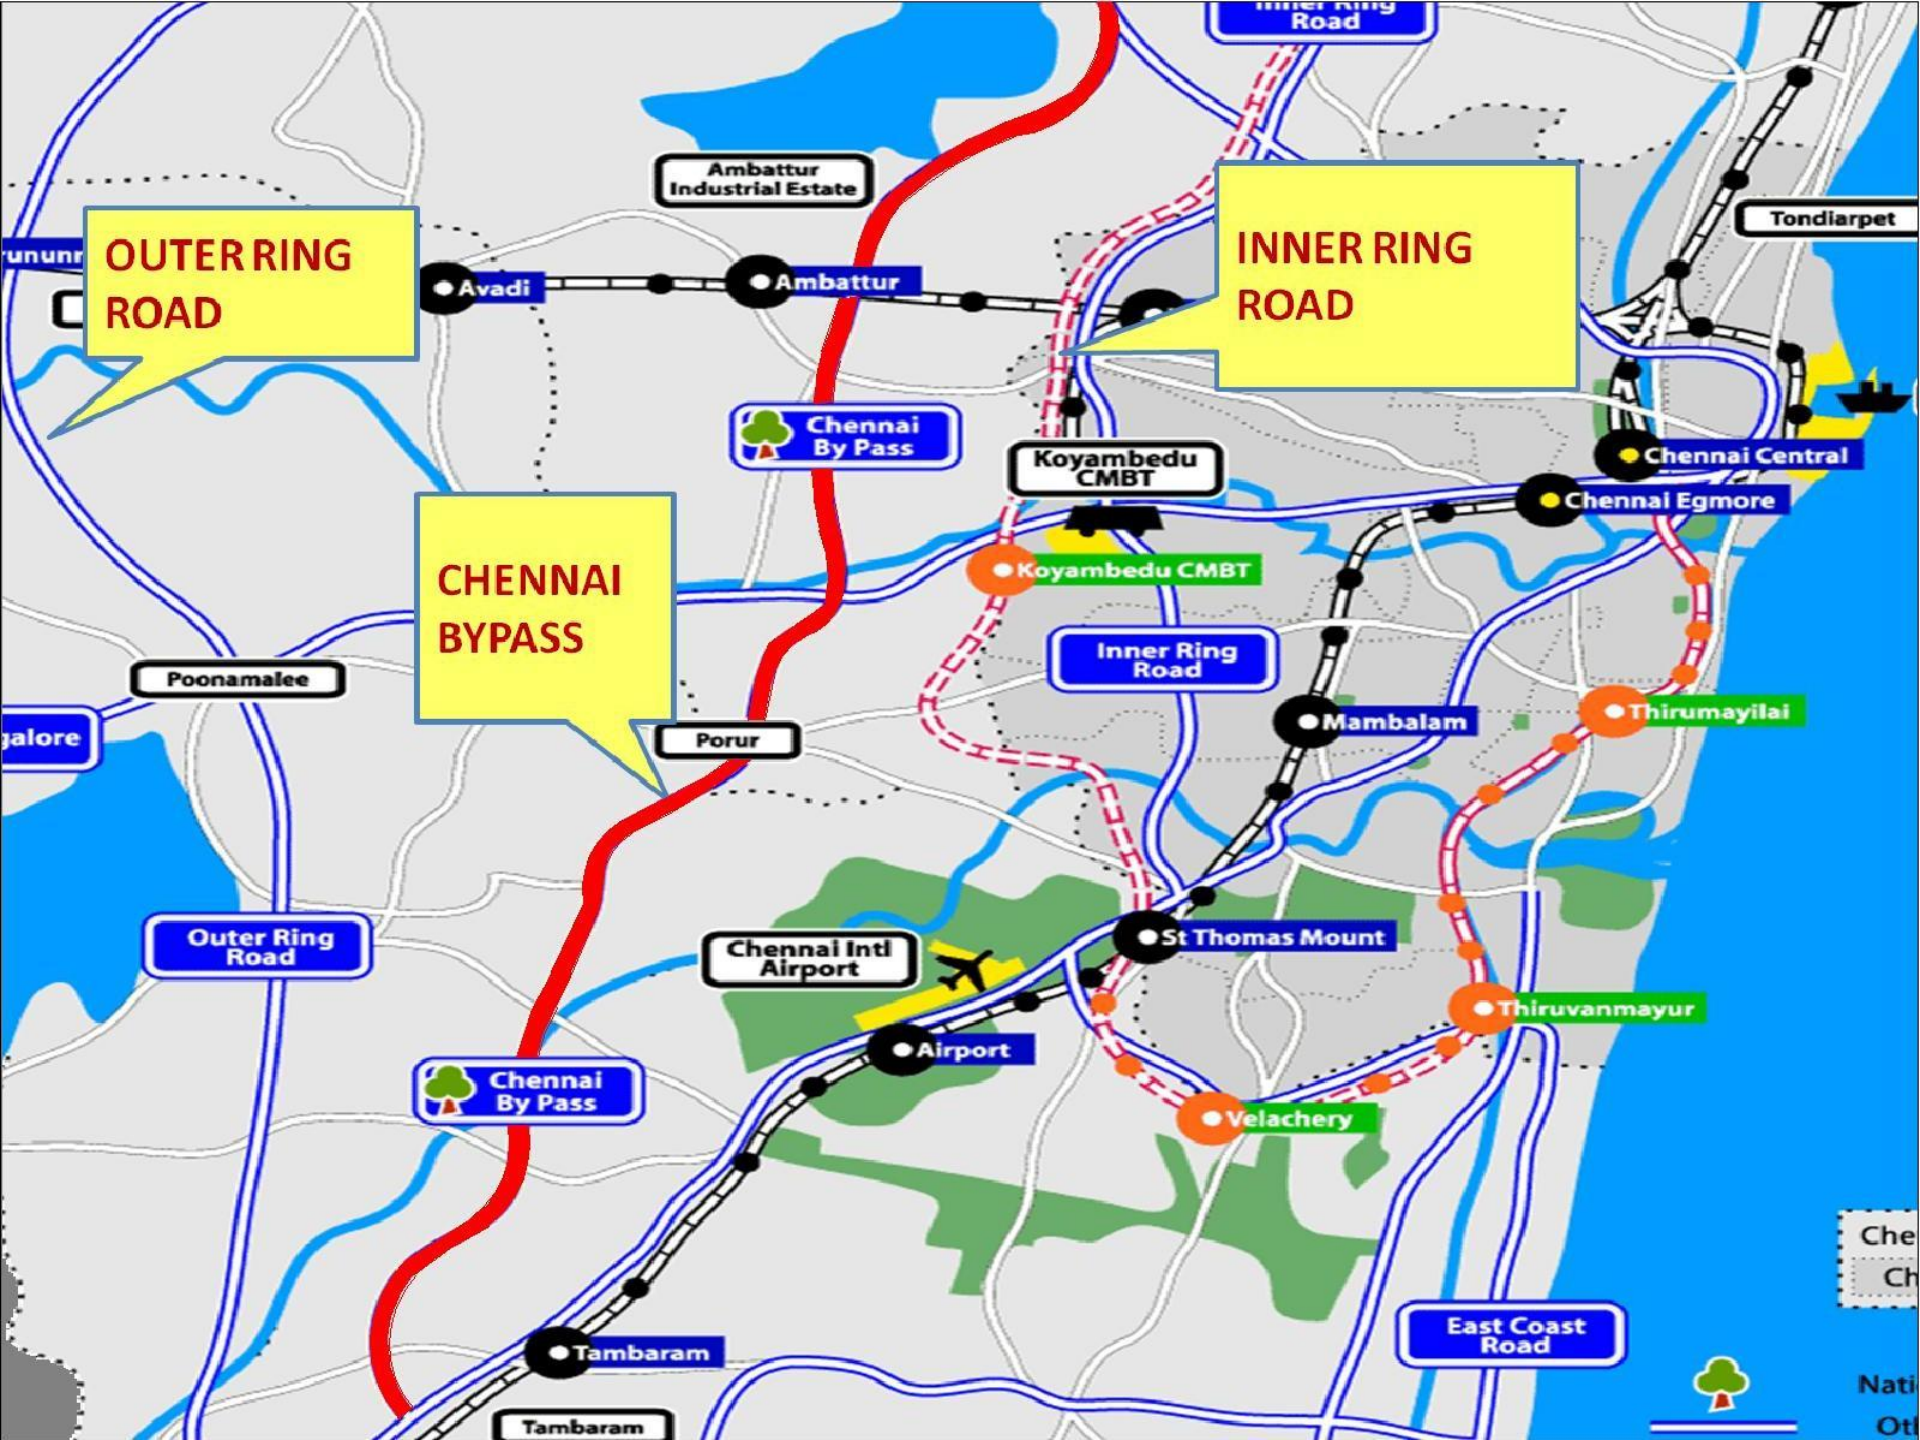 Inner Ring
Road
Ambattur
Industrial Estate
Tondiarpet
OUTER RING
ROAD
INNER RING
ROAD
Avadi
Ambattur
Chennai
By Pass
Koyambedu
CMBT
Chennai Central
Chennai Egmore
CHENNAI
BYPASS
Koyambedu CMBT
Inner Ring
Road
Poonamalee
Thirumayilai
Mambalam
Porur
Outer Ring
Road
St Thomas Mount
Chennai Intl
Airport
Thiruvanmayur
Airport
Chennai
By Pass
Velachery
East Coast
Road
Tambaram
Tambaram